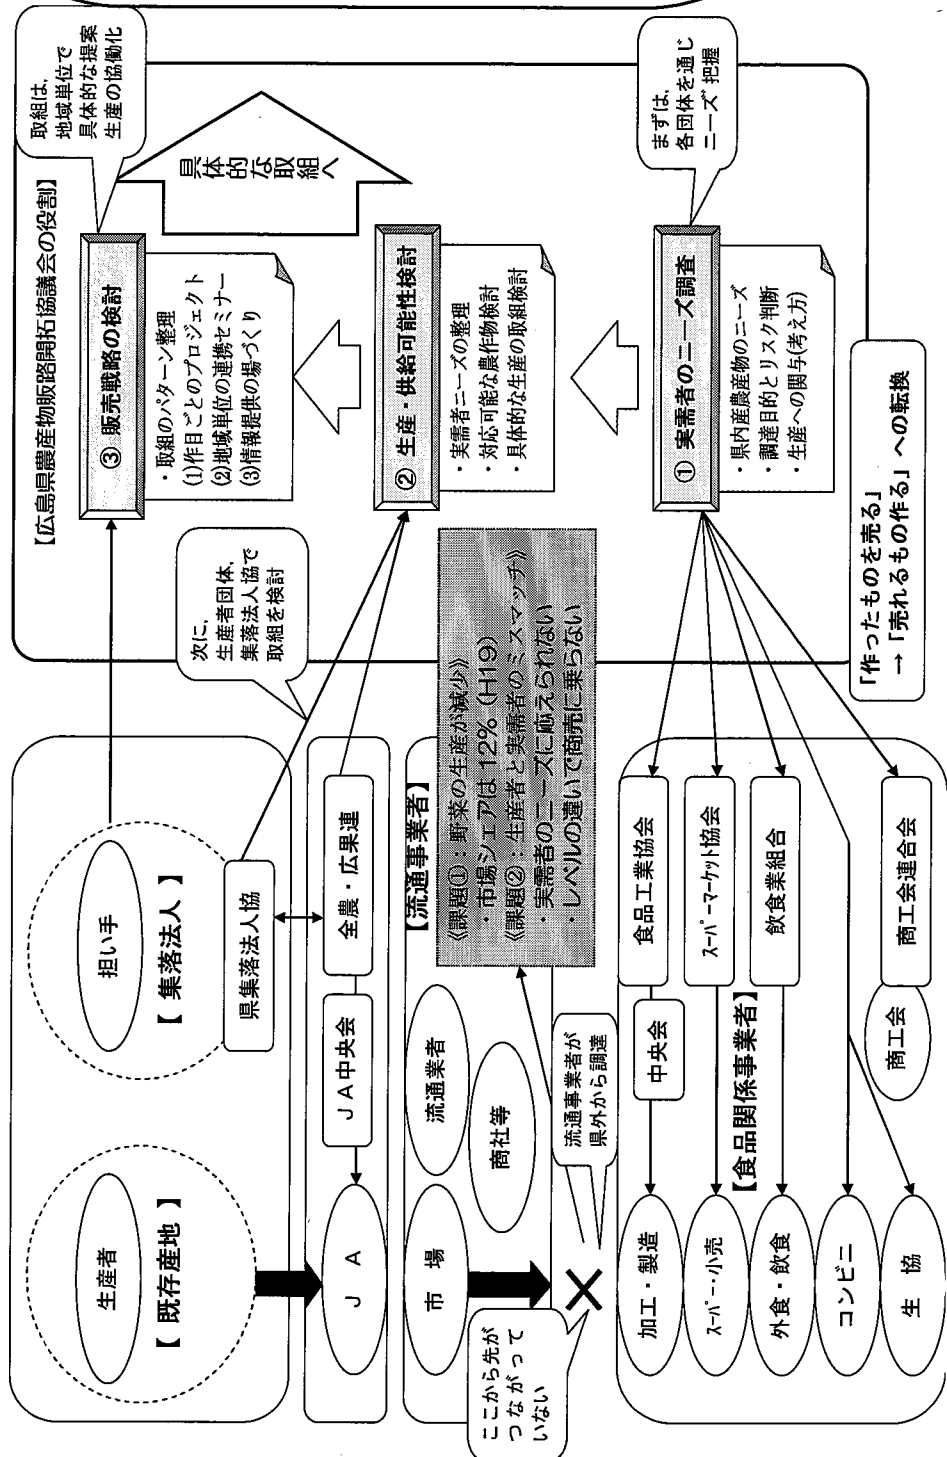 生産者
【 既存産地 】
担い手
【 集落法人 】
県集落法人協
J A
JA中央会
全農・広果連
【流通事業者】
市 場
流通業者
商社等
ここから先が
つながって
いない
流通事業者が
県外から調達
《課題①：野菜の生産が減少》
・市場シェアは12%（H19）
《課題②：生産者と実需者のミスマッチ》
・実需者のニーズに応えられない
・レベルの違いで商売に乗らない
加工・製造
スーパー・小売
外食・飲食
コンビニ
生 協
中央会
【食品関係事業者】
食品工業協会
スーパーマーケット協会
飲食業組合
商工会
商工会連合会
次に、
生産者団体，
集落法人協で
取組を検討
【広島県農産物販路開拓協議会の役割】
③ 販売戦略の検討
・取組のパターン整理
(1)作目ごとのプロジェクト
(2)地域単位の連携セミナー
(3)情報提供の場づくり
取組は，
地域単位で
具体的な提案
生産の協働化
具体的な取組へ
② 生産・供給可能性検討
・実需者ニーズの整理
・対応可能な農作物検討
・具体的な生産の取組検討
① 実需者のニーズ調査
・県内産農産物のニーズ
・調達目的とリスク判断
・生産への関与(考え方)
まずは，
各団体を通じ
ニーズ 把握
「作ったものを売る」
→「売れるもの作る」への転換